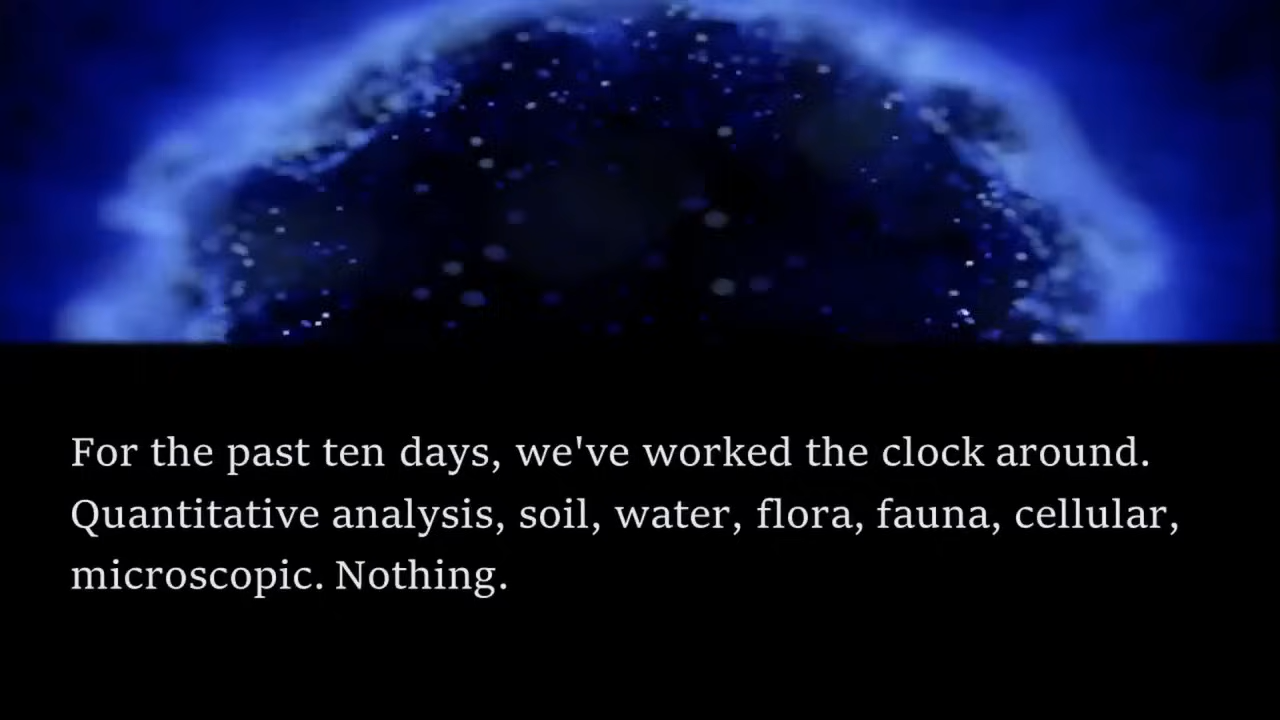 For the past ten days, we've worked the clock around.
Quantitative analysis, soil, water, flora, fauna, cellular,
microscopic. Nothing.